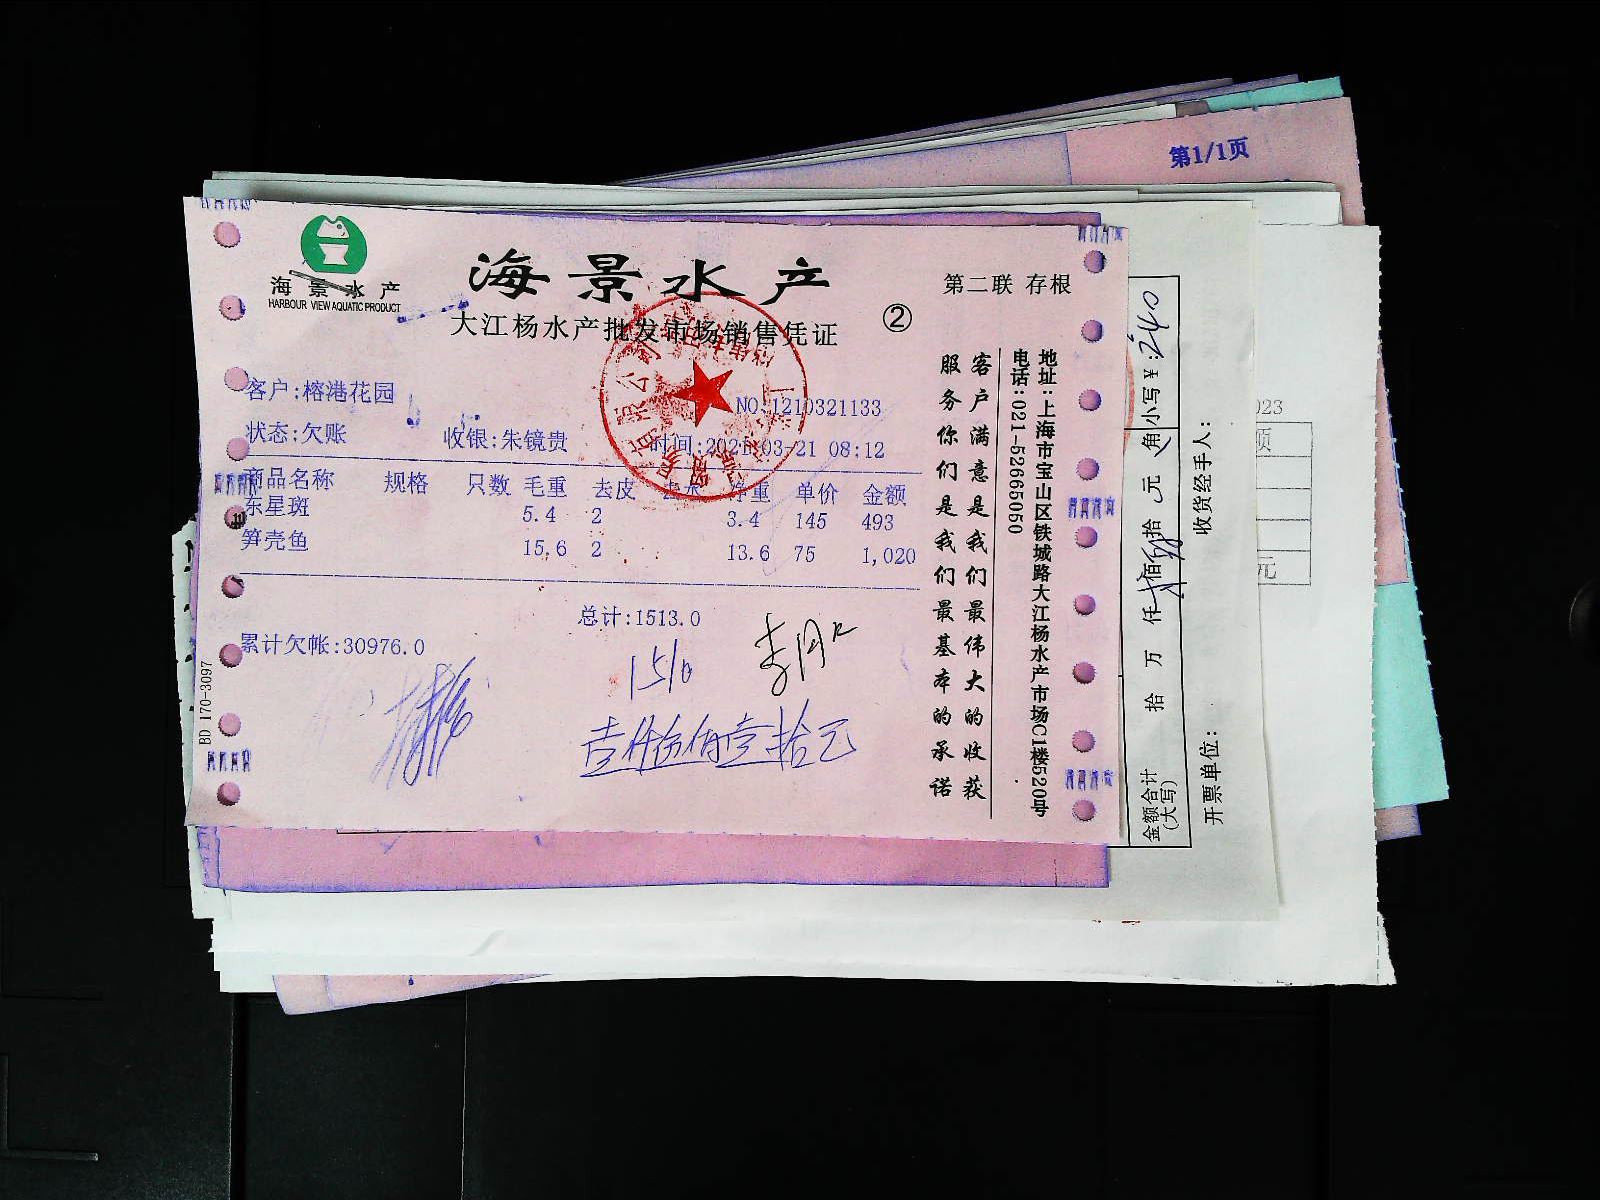 第1/1页
海景水产
HARBOUR VIEW AQUATIC PRODUCT
海景水产
大江杨水产批发市场销售凭证
②
第二联 存根
客户:榕港花园
NO:1210321133
状态:欠账
收银:朱镜贵
时间:2021-03-21 08:12
商品名称 规格 只数 毛重 去皮 净重 单价 金额
东星斑 5.4 2 3.4 145 493
笋壳鱼 15.6 2 13.6 75 1,020
总计:1513.0
累计欠帐:30976.0
1510
壹仟伍佰壹拾元
BD 170-3097
客户满意是我们最伟大的收获
服务你们是我们最基本的承诺
地址:上海市宝山区铁城路大江杨水产市场C1楼520号
电话:021-52665050
金额合计
(大写)
拾 万 仟 佰 拾 元 角 小写¥:240
开票单位:
收货经手人:
023
元